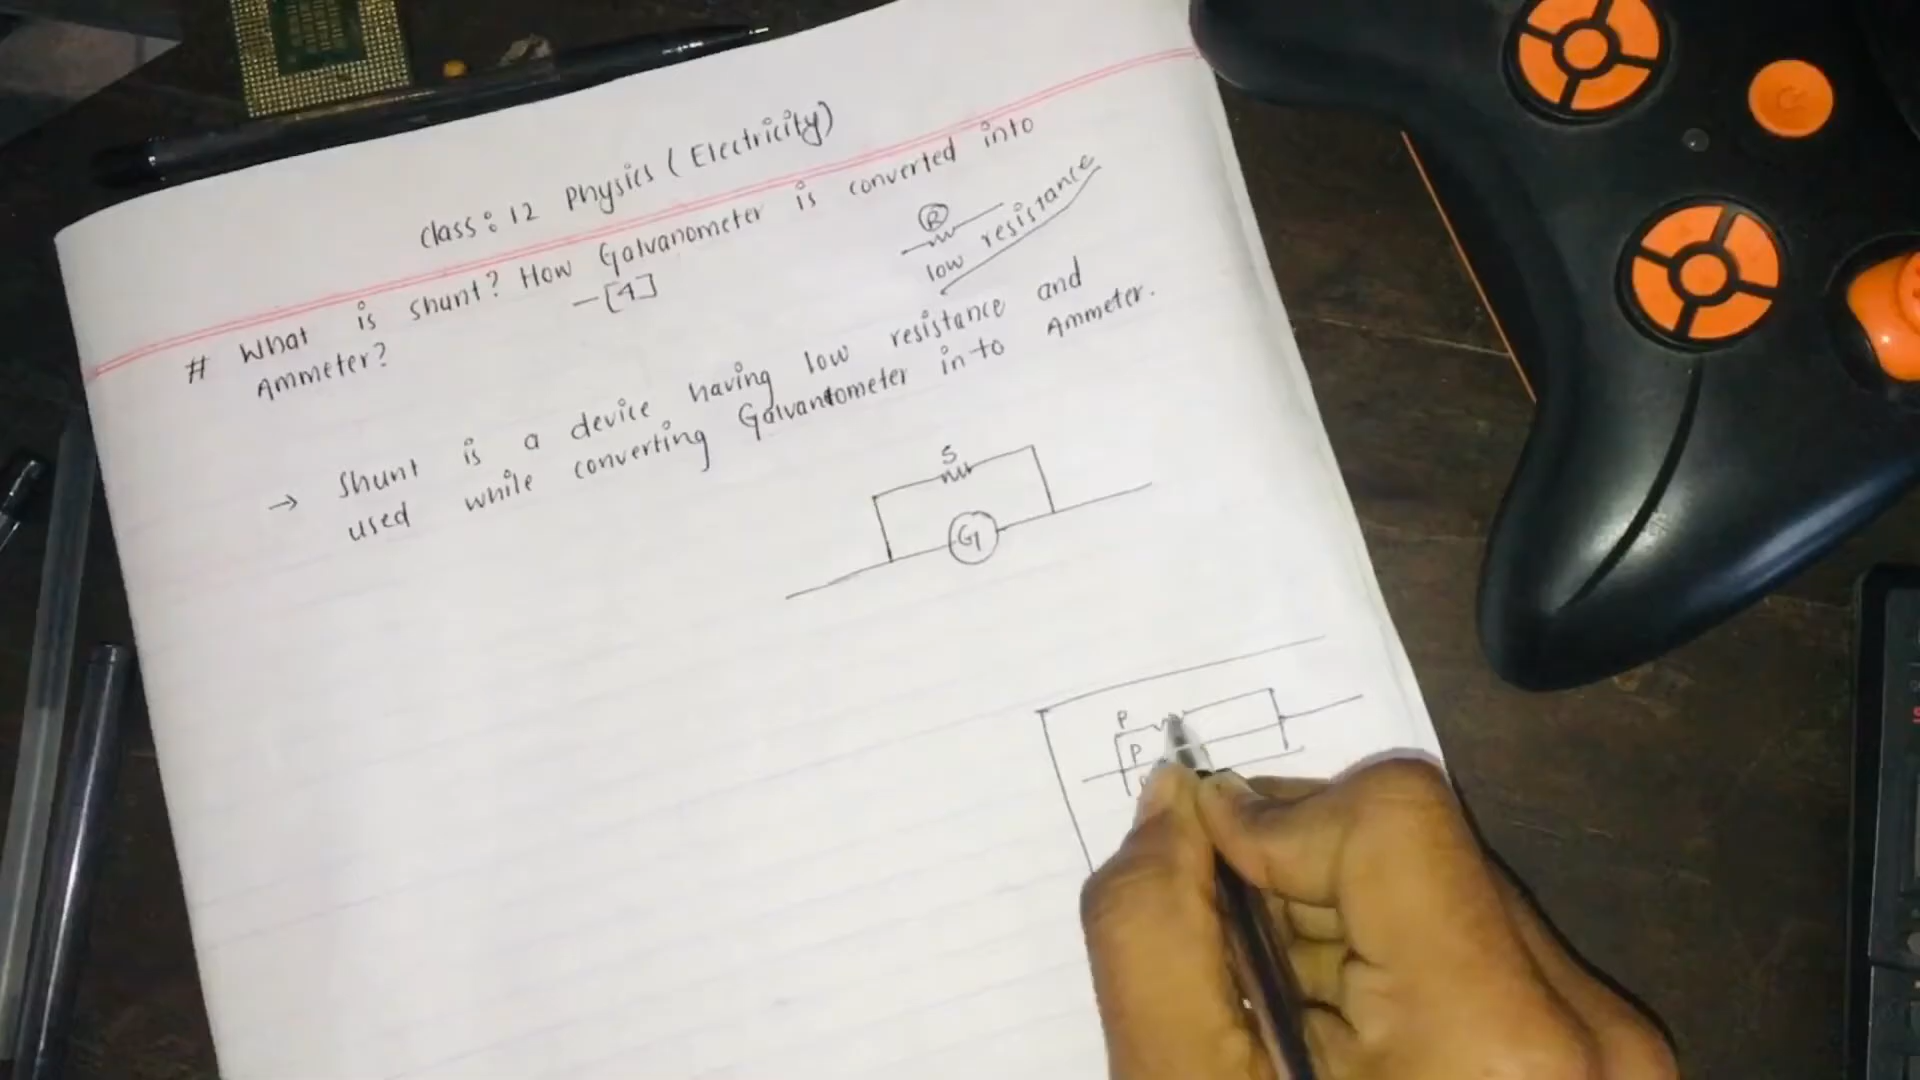 Class: 12 Physics (Electricity)
# What is shunt? How Galvanometer is converted into
Ammeter? -[4]
R
low resistance
→ Shunt is a device having low resistance and
used while converting Galvantometer into Ammeter.
S
G
P
P